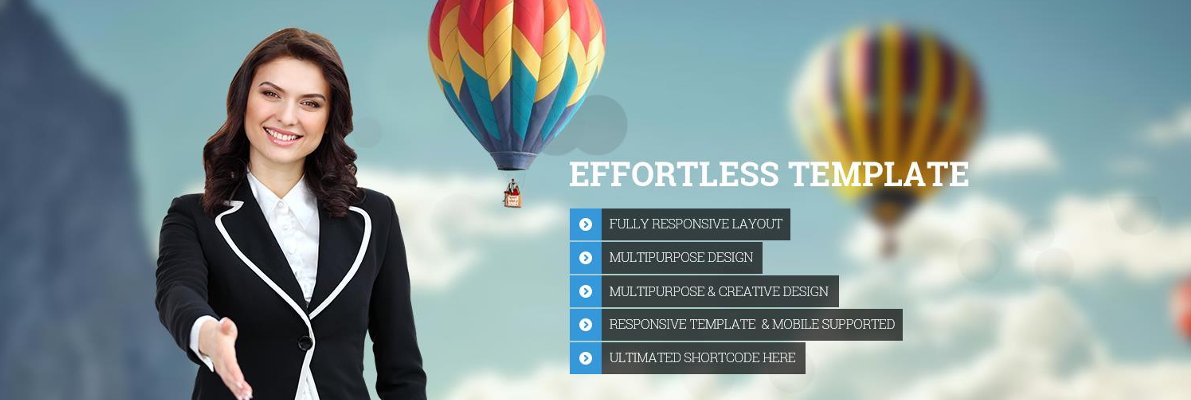 EFFORTLESS TEMPLATE
FULLY RESPONSIVE LAYOUT
MULTIPURPOSE DESIGN
MULTIPURPOSE & CREATIVE DESIGN
RESPONSIVE TEMPLATE & MOBILE SUPPORTED
ULTIMATED SHORTCODE HERE